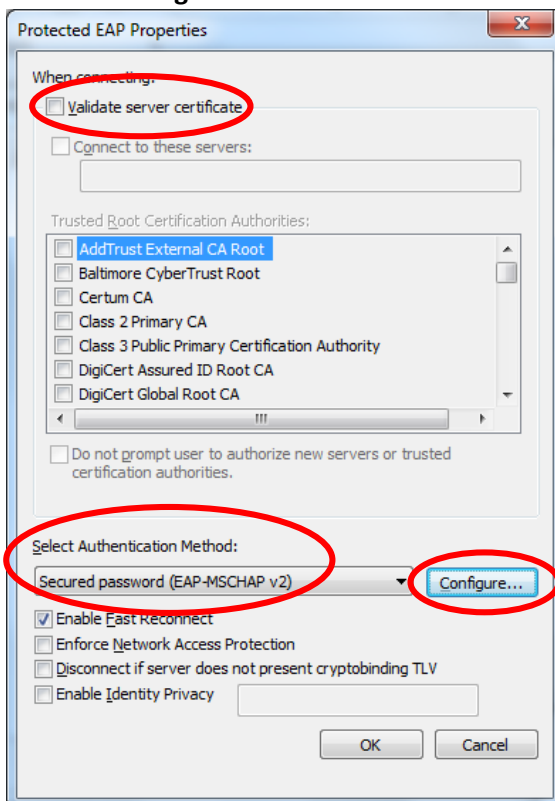 Protected EAP Properties
When connecting:
Validate server certificate
Connect to these servers:
Trusted Root Certification Authorities:
AddTrust External CA Root
Baltimore CyberTrust Root
Certum CA
Class 2 Primary CA
Class 3 Public Primary Certification Authority
DigiCert Assured ID Root CA
DigiCert Global Root CA
Do not prompt user to authorize new servers or trusted
certification authorities.
Select Authentication Method:
Secured password (EAP-MSCHAP v2)
Configure...
Enable Fast Reconnect
Enforce Network Access Protection
Disconnect if server does not present cryptobinding TLV
Enable Identity Privacy
OK
Cancel